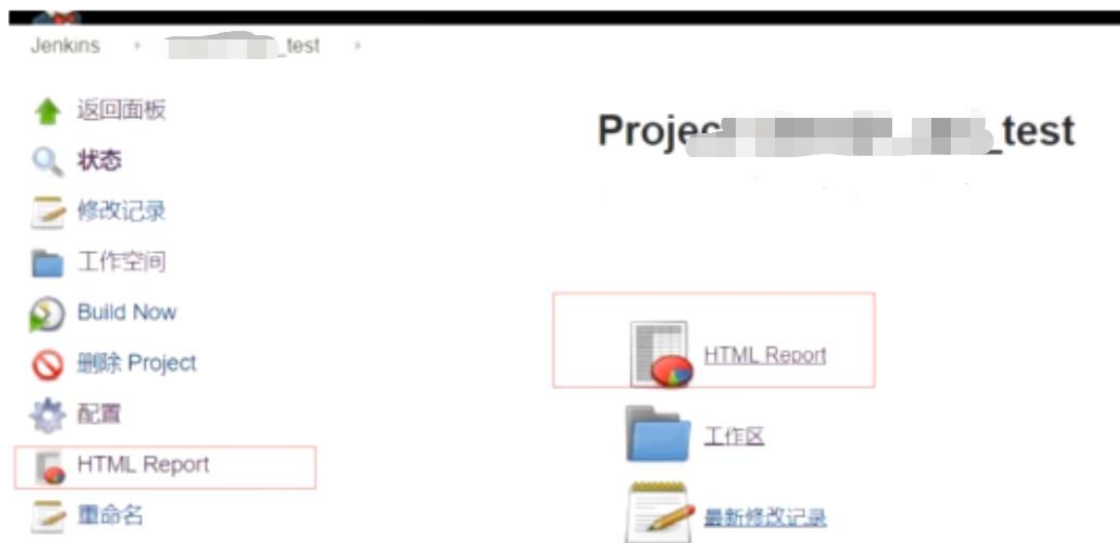 Jenkins
_test
返回面板
状态
修改记录
工作空间
Build Now
删除 Project
配置
HTML Report
重命名
Projec _test
HTML Report
工作区
最新修改记录